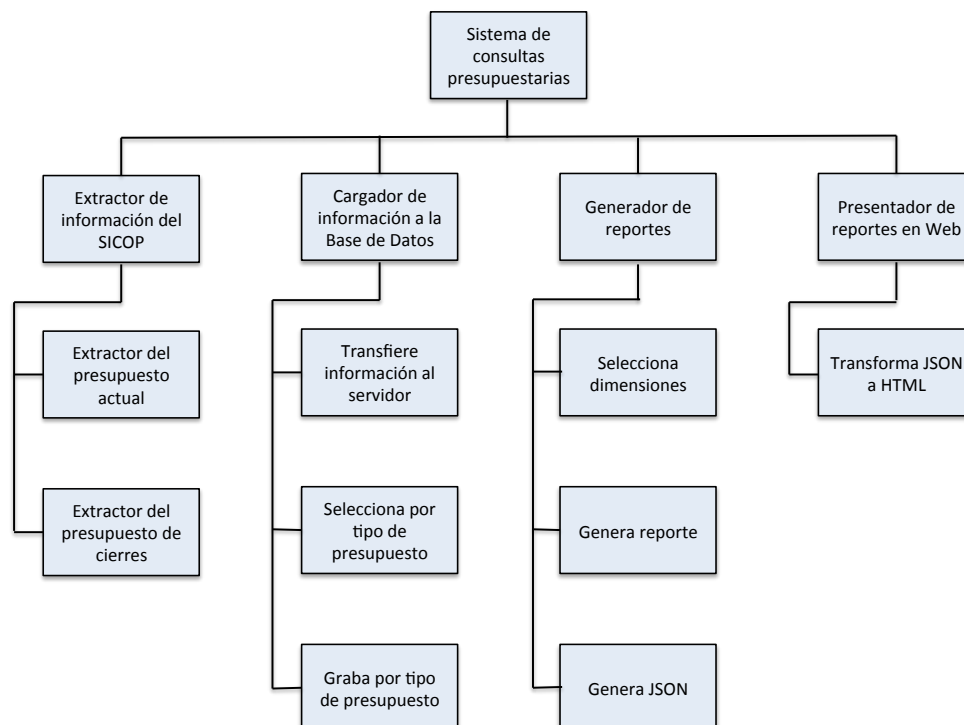 Sistema de
consultas
presupuestarias
Extractor de
información del
SICOP
Cargador de
información a la
Base de Datos
Generador de
reportes
Presentador de
reportes en Web
Extractor del
presupuesto
actual
Transfiere
información al
servidor
Selecciona
dimensiones
Transforma JSON
a HTML
Extractor del
presupuesto de
cierres
Selecciona por
tipo de
presupuesto
Genera reporte
Graba por tipo
de presupuesto
Genera JSON